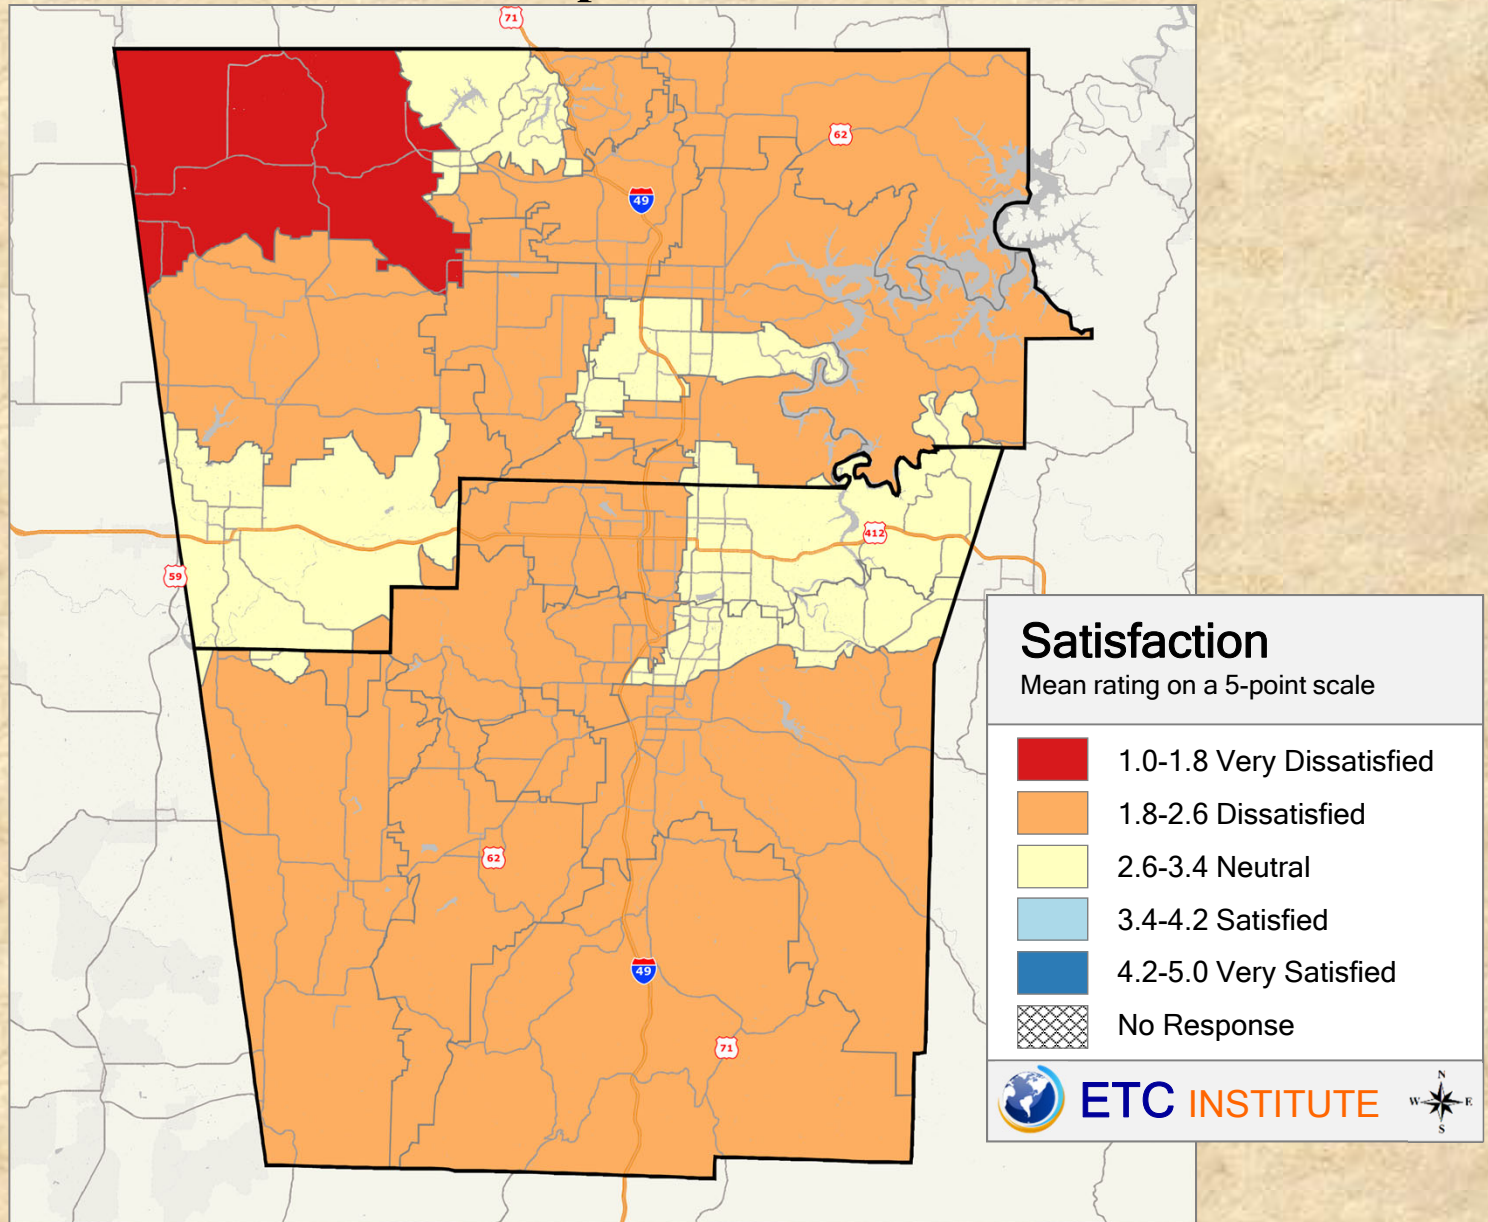 71
62
49
412
59
62
49
71
Satisfaction
Mean rating on a 5-point scale
1.0-1.8 Very Dissatisfied
1.8-2.6 Dissatisfied
2.6-3.4 Neutral
3.4-4.2 Satisfied
4.2-5.0 Very Satisfied
No Response
ETC INSTITUTE
N
W E
S